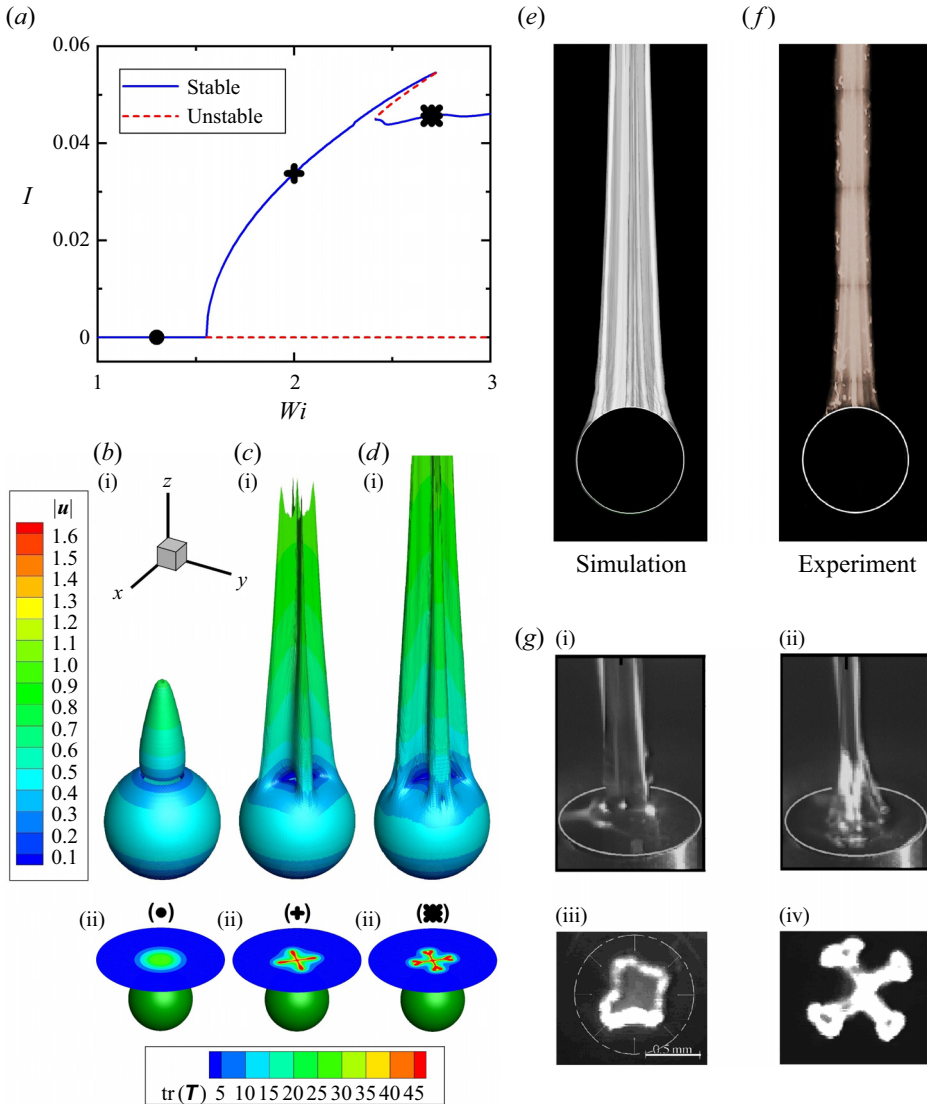 (a)
0.06
0.04
0.02
0
I
Stable
Unstable
1
2
3
Wi
(b)
(i)
(c)
(i)
(d)
(i)
|u|
1.6
1.5
1.4
1.3
1.2
1.1
1.0
0.9
0.8
0.7
0.6
0.5
0.4
0.3
0.2
0.1
z
x
y
(ii)
(ii)
(ii)
tr(T)
5 10 15 20 25 30 35 40 45
(e)
Simulation
(f)
Experiment
(g)
(i)
(ii)
(iii)
0.5 mm
(iv)